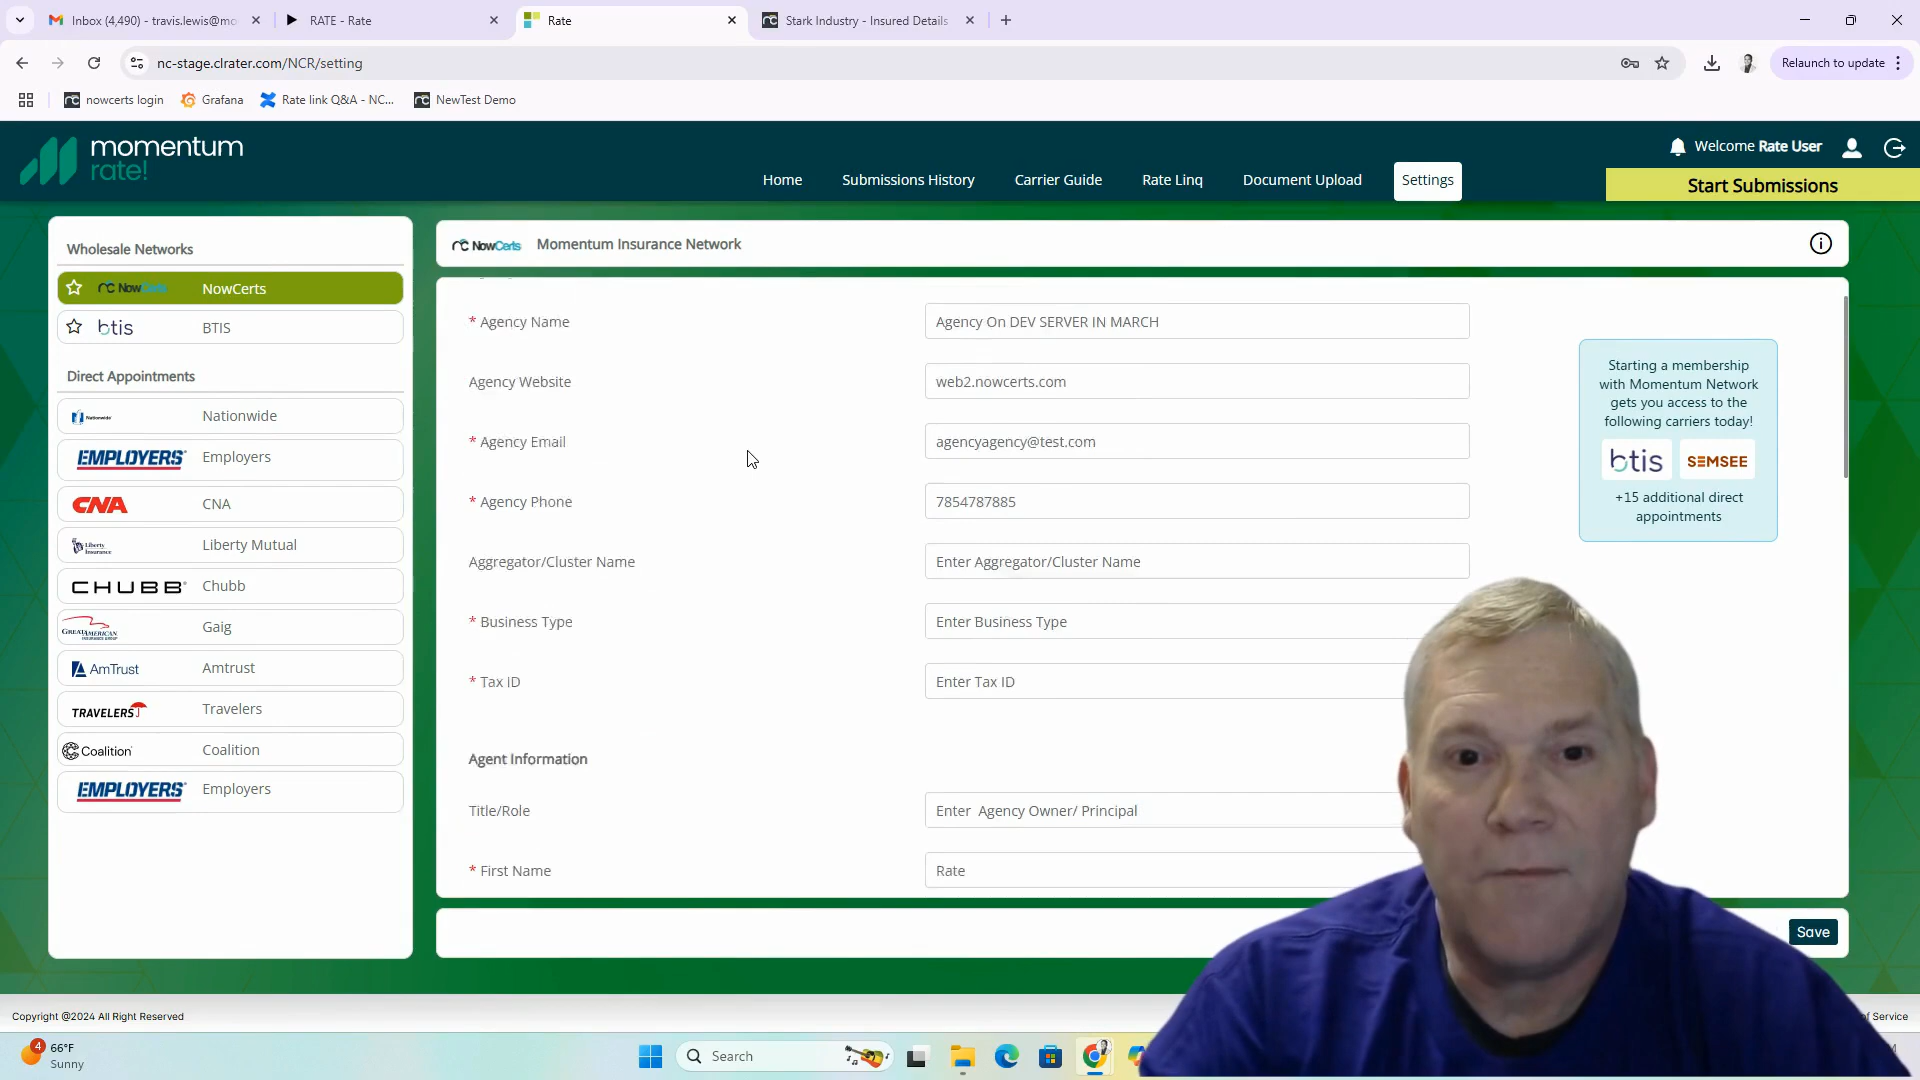 Inbox (4,490) - travis.lewis@mo
RATE - Rate
Rate
Stark Industry - Insured Details
nc-stage.clrater.com/NCR/setting
Relaunch to update
nowcerts login
Grafana
Rate link Q&A - NC...
NewTest Demo
momentum
rate!
Welcome Rate User
Home
Submissions History
Carrier Guide
Rate Linq
Document Upload
Settings
Start Submissions
Wholesale Networks
NowCerts
NowCerts
btis
BTIS
Direct Appointments
Nationwide
Nationwide
EMPLOYERS
Employers
CNA
CNA
Liberty Mutual
CHUBB
Chubb
GREAT AMERICAN
Gaig
AmTrust
Amtrust
TRAVELERS
Travelers
Coalition
Coalition
EMPLOYERS
Employers
NowCerts
Momentum Insurance Network
* Agency Name
Agency On DEV SERVER IN MARCH
Agency Website
web2.nowcerts.com
* Agency Email
agencyagency@test.com
* Agency Phone
7854787885
Aggregator/Cluster Name
Enter Aggregator/Cluster Name
* Business Type
Enter Business Type
* Tax ID
Enter Tax ID
Agent Information
Title/Role
Enter Agency Owner/ Principal
* First Name
Rate
Starting a membership
with Momentum Network
gets you access to the
following carriers today!
btis
SEMSEE
+15 additional direct
appointments
Save
Copyright @2024 All Right Reserved
of Service
4
66°F
Sunny
Search